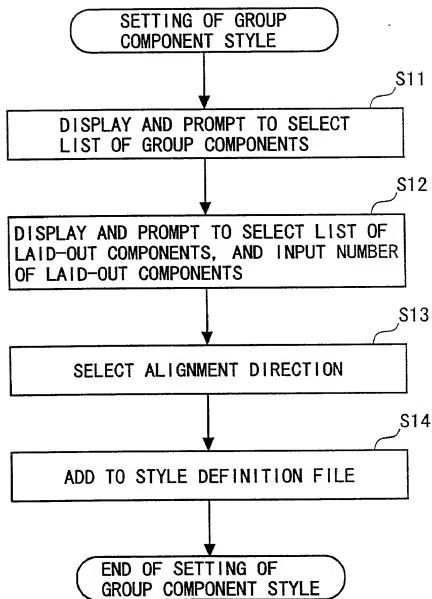 SETTING OF GROUP
COMPONENT STYLE
S11
DISPLAY AND PROMPT TO SELECT
LIST OF GROUP COMPONENTS
S12
DISPLAY AND PROMPT TO SELECT LIST OF
LAID-OUT COMPONENTS, AND INPUT NUMBER
OF LAID-OUT COMPONENTS
S13
SELECT ALIGNMENT DIRECTION
S14
ADD TO STYLE DEFINITION FILE
END OF SETTING OF
GROUP COMPONENT STYLE